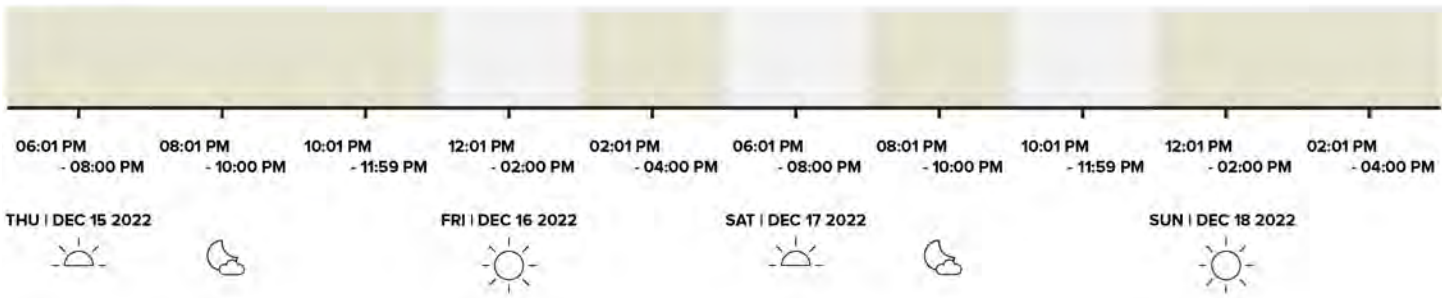 06:01 PM 08:01 PM 10:01 PM 12:01 PM 02:01 PM 06:01 PM 08:01 PM 10:01 PM 12:01 PM 02:01 PM
- 08:00 PM - 10:00 PM - 11:59 PM - 02:00 PM - 04:00 PM - 08:00 PM - 10:00 PM - 11:59 PM - 02:00 PM - 04:00 PM
THU | DEC 15 2022 FRI | DEC 16 2022 SAT | DEC 17 2022 SUN | DEC 18 2022